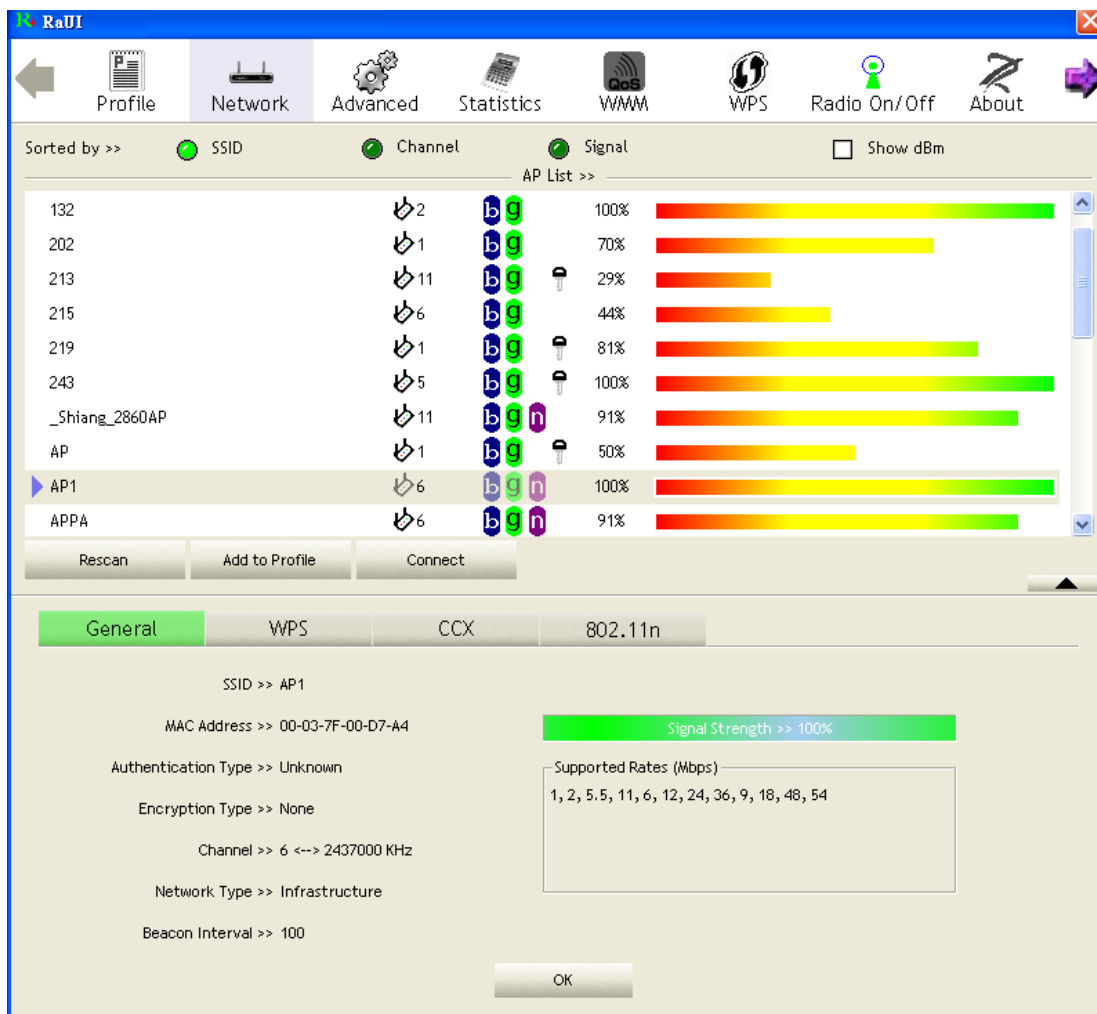 RaUI
Profile Network Advanced Statistics QoS WMM WPS Radio On/Off About
Sorted by >> SSID Channel Signal Show dBm
AP List >>
132 2 b g 100%
202 1 b g 70%
213 11 b g 29%
215 6 b g 44%
219 1 b g 81%
243 5 b g 100%
_Shiang_2860AP 11 b g n 91%
AP 1 b g 50%
AP1 6 b g n 100%
APPA 6 b g n 91%
Rescan Add to Profile Connect
General WPS CCX 802.11n
SSID >> AP1
MAC Address >> 00-03-7F-00-D7-A4
Signal Strength >> 100%
Authentication Type >> Unknown
Supported Rates (Mbps)
1, 2, 5.5, 11, 6, 12, 24, 36, 9, 18, 48, 54
Encryption Type >> None
Channel >> 6 <--> 2437000 KHz
Network Type >> Infrastructure
Beacon Interval >> 100
OK